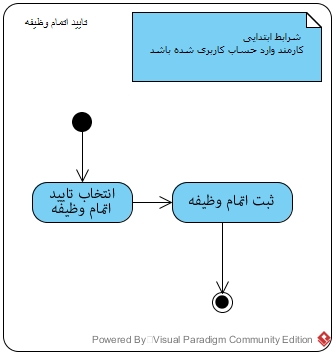 تایید اتمام وظیفه
شرایط ابتدایی
کارمند وارد حساب کاربری شده باشد
انتخاب تایید
اتمام وظیفه
ثبت اتمام وظیفه
Powered By Visual Paradigm Community Edition